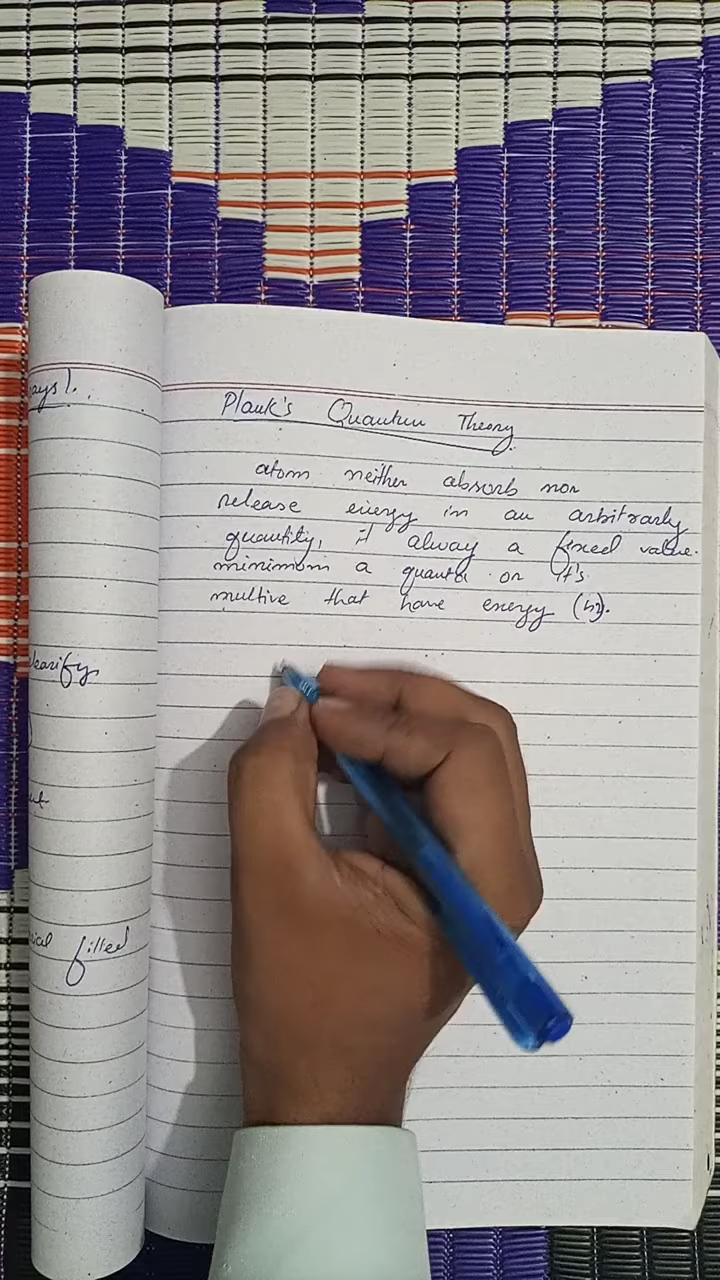 ays).
Plank's Quantum Theory
atom neither absorb nor
release energy in an arbitrarly
quantity, it alway a fixed value.
minimum a quanta or it's
multive that have energy (hν).
learify
filled